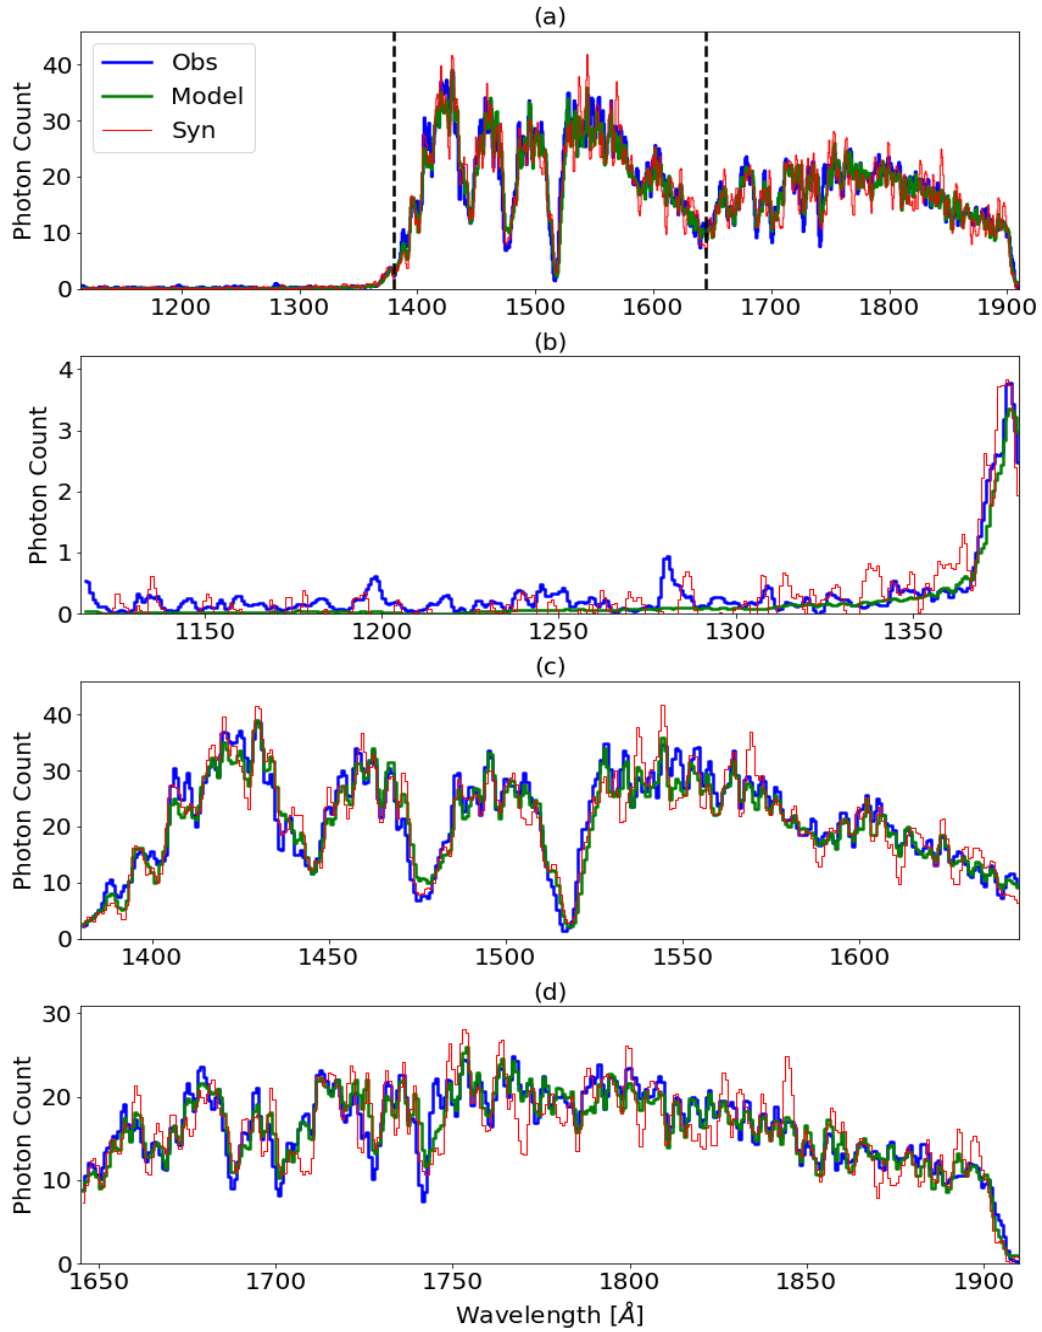 (a)
Photon Count
40
30
20
10
0
Obs
Model
Syn
1200 1300 1400 1500 1600 1700 1800 1900
(b)
Photon Count
4
3
2
1
0
1150 1200 1250 1300 1350
(c)
Photon Count
40
30
20
10
0
1400 1450 1500 1550 1600
(d)
Photon Count
30
20
10
0
1650 1700 1750 1800 1850 1900
Wavelength [Å]